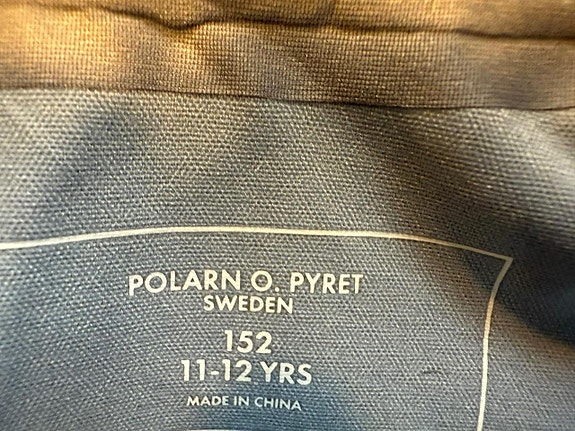 POLARN O. PYRET
SWEDEN
152
11-12 YRS
MADE IN CHINA